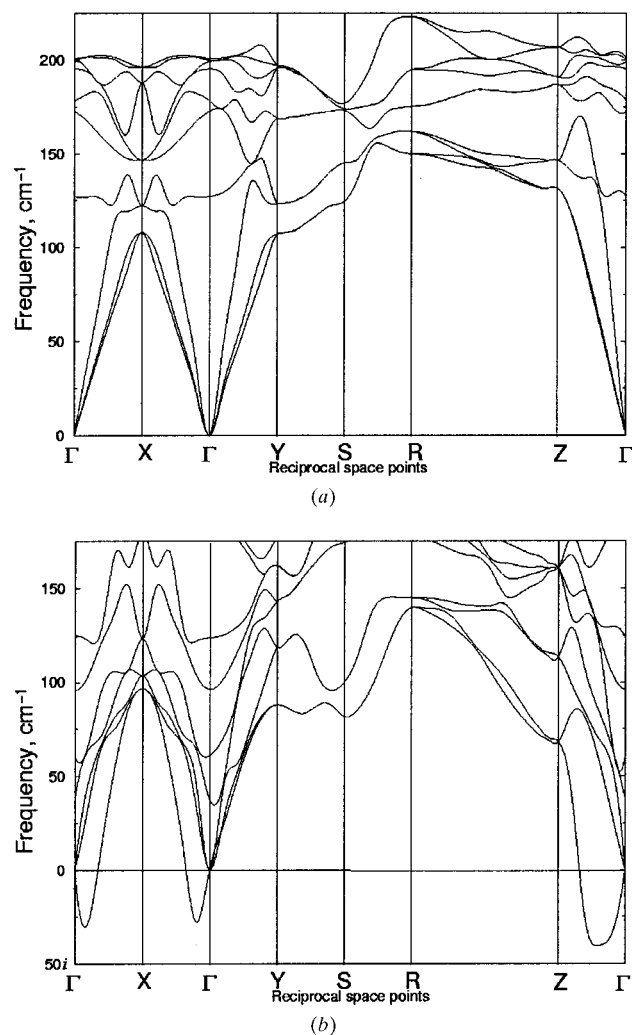 200
150
100
50
0
Frequency, cm⁻¹
Γ X Γ Y S R Z Γ
Reciprocal space points
(a)
150
100
50
0
50i
Frequency, cm⁻¹
Γ X Γ Y S R Z Γ
Reciprocal space points
(b)